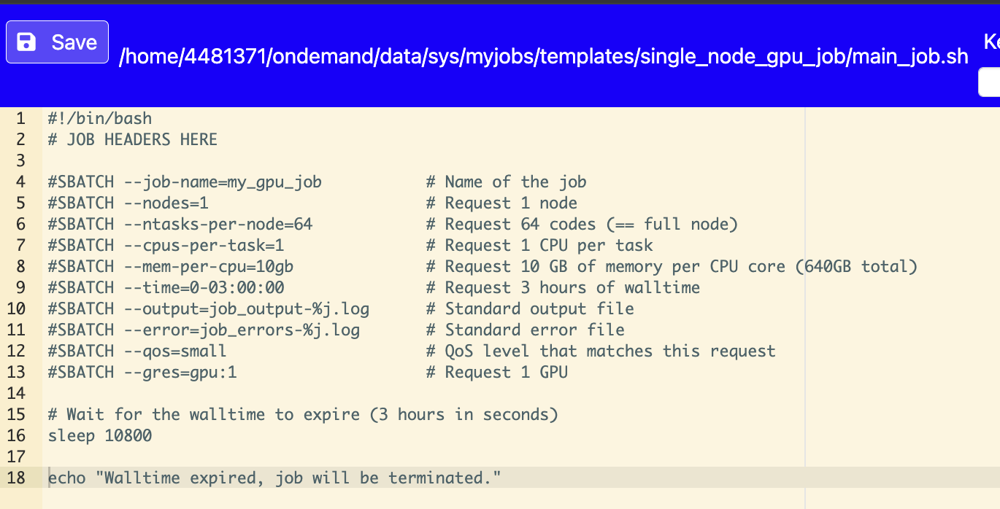 Save
/home/4481371/ondemand/data/sys/myjobs/templates/single_node_gpu_job/main_job.sh
Ke
1 #!/bin/bash
2 # JOB HEADERS HERE
3
4 #SBATCH --job-name=my_gpu_job # Name of the job
5 #SBATCH --nodes=1 # Request 1 node
6 #SBATCH --ntasks-per-node=64 # Request 64 codes (== full node)
7 #SBATCH --cpus-per-task=1 # Request 1 CPU per task
8 #SBATCH --mem-per-cpu=10gb # Request 10 GB of memory per CPU core (640GB total)
9 #SBATCH --time=0-03:00:00 # Request 3 hours of walltime
10 #SBATCH --output=job_output-%j.log # Standard output file
11 #SBATCH --error=job_errors-%j.log # Standard error file
12 #SBATCH --qos=small # QoS level that matches this request
13 #SBATCH --gres=gpu:1 # Request 1 GPU
14
15 # Wait for the walltime to expire (3 hours in seconds)
16 sleep 10800
17
18 echo "Walltime expired, job will be terminated."